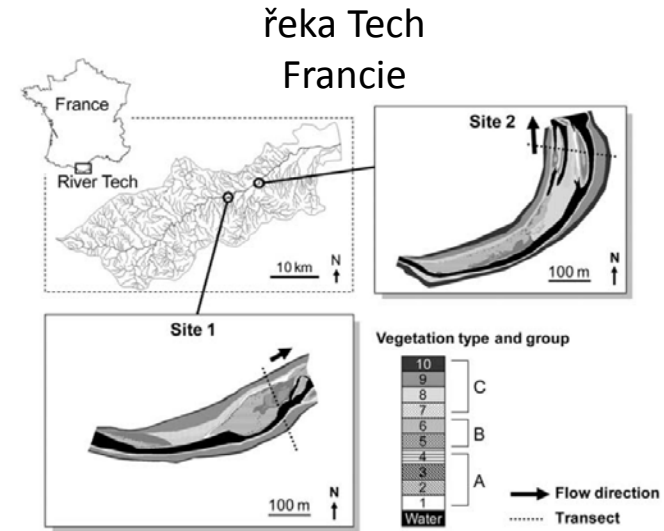 řeka Tech
Francie
France
River Tech
10 km
N
Site 2
100 m
N
Site 1
100 m
N
Vegetation type and group
10
9
8
7
C
6
5
B
4
3
2
1
A
Water
Flow direction
Transect